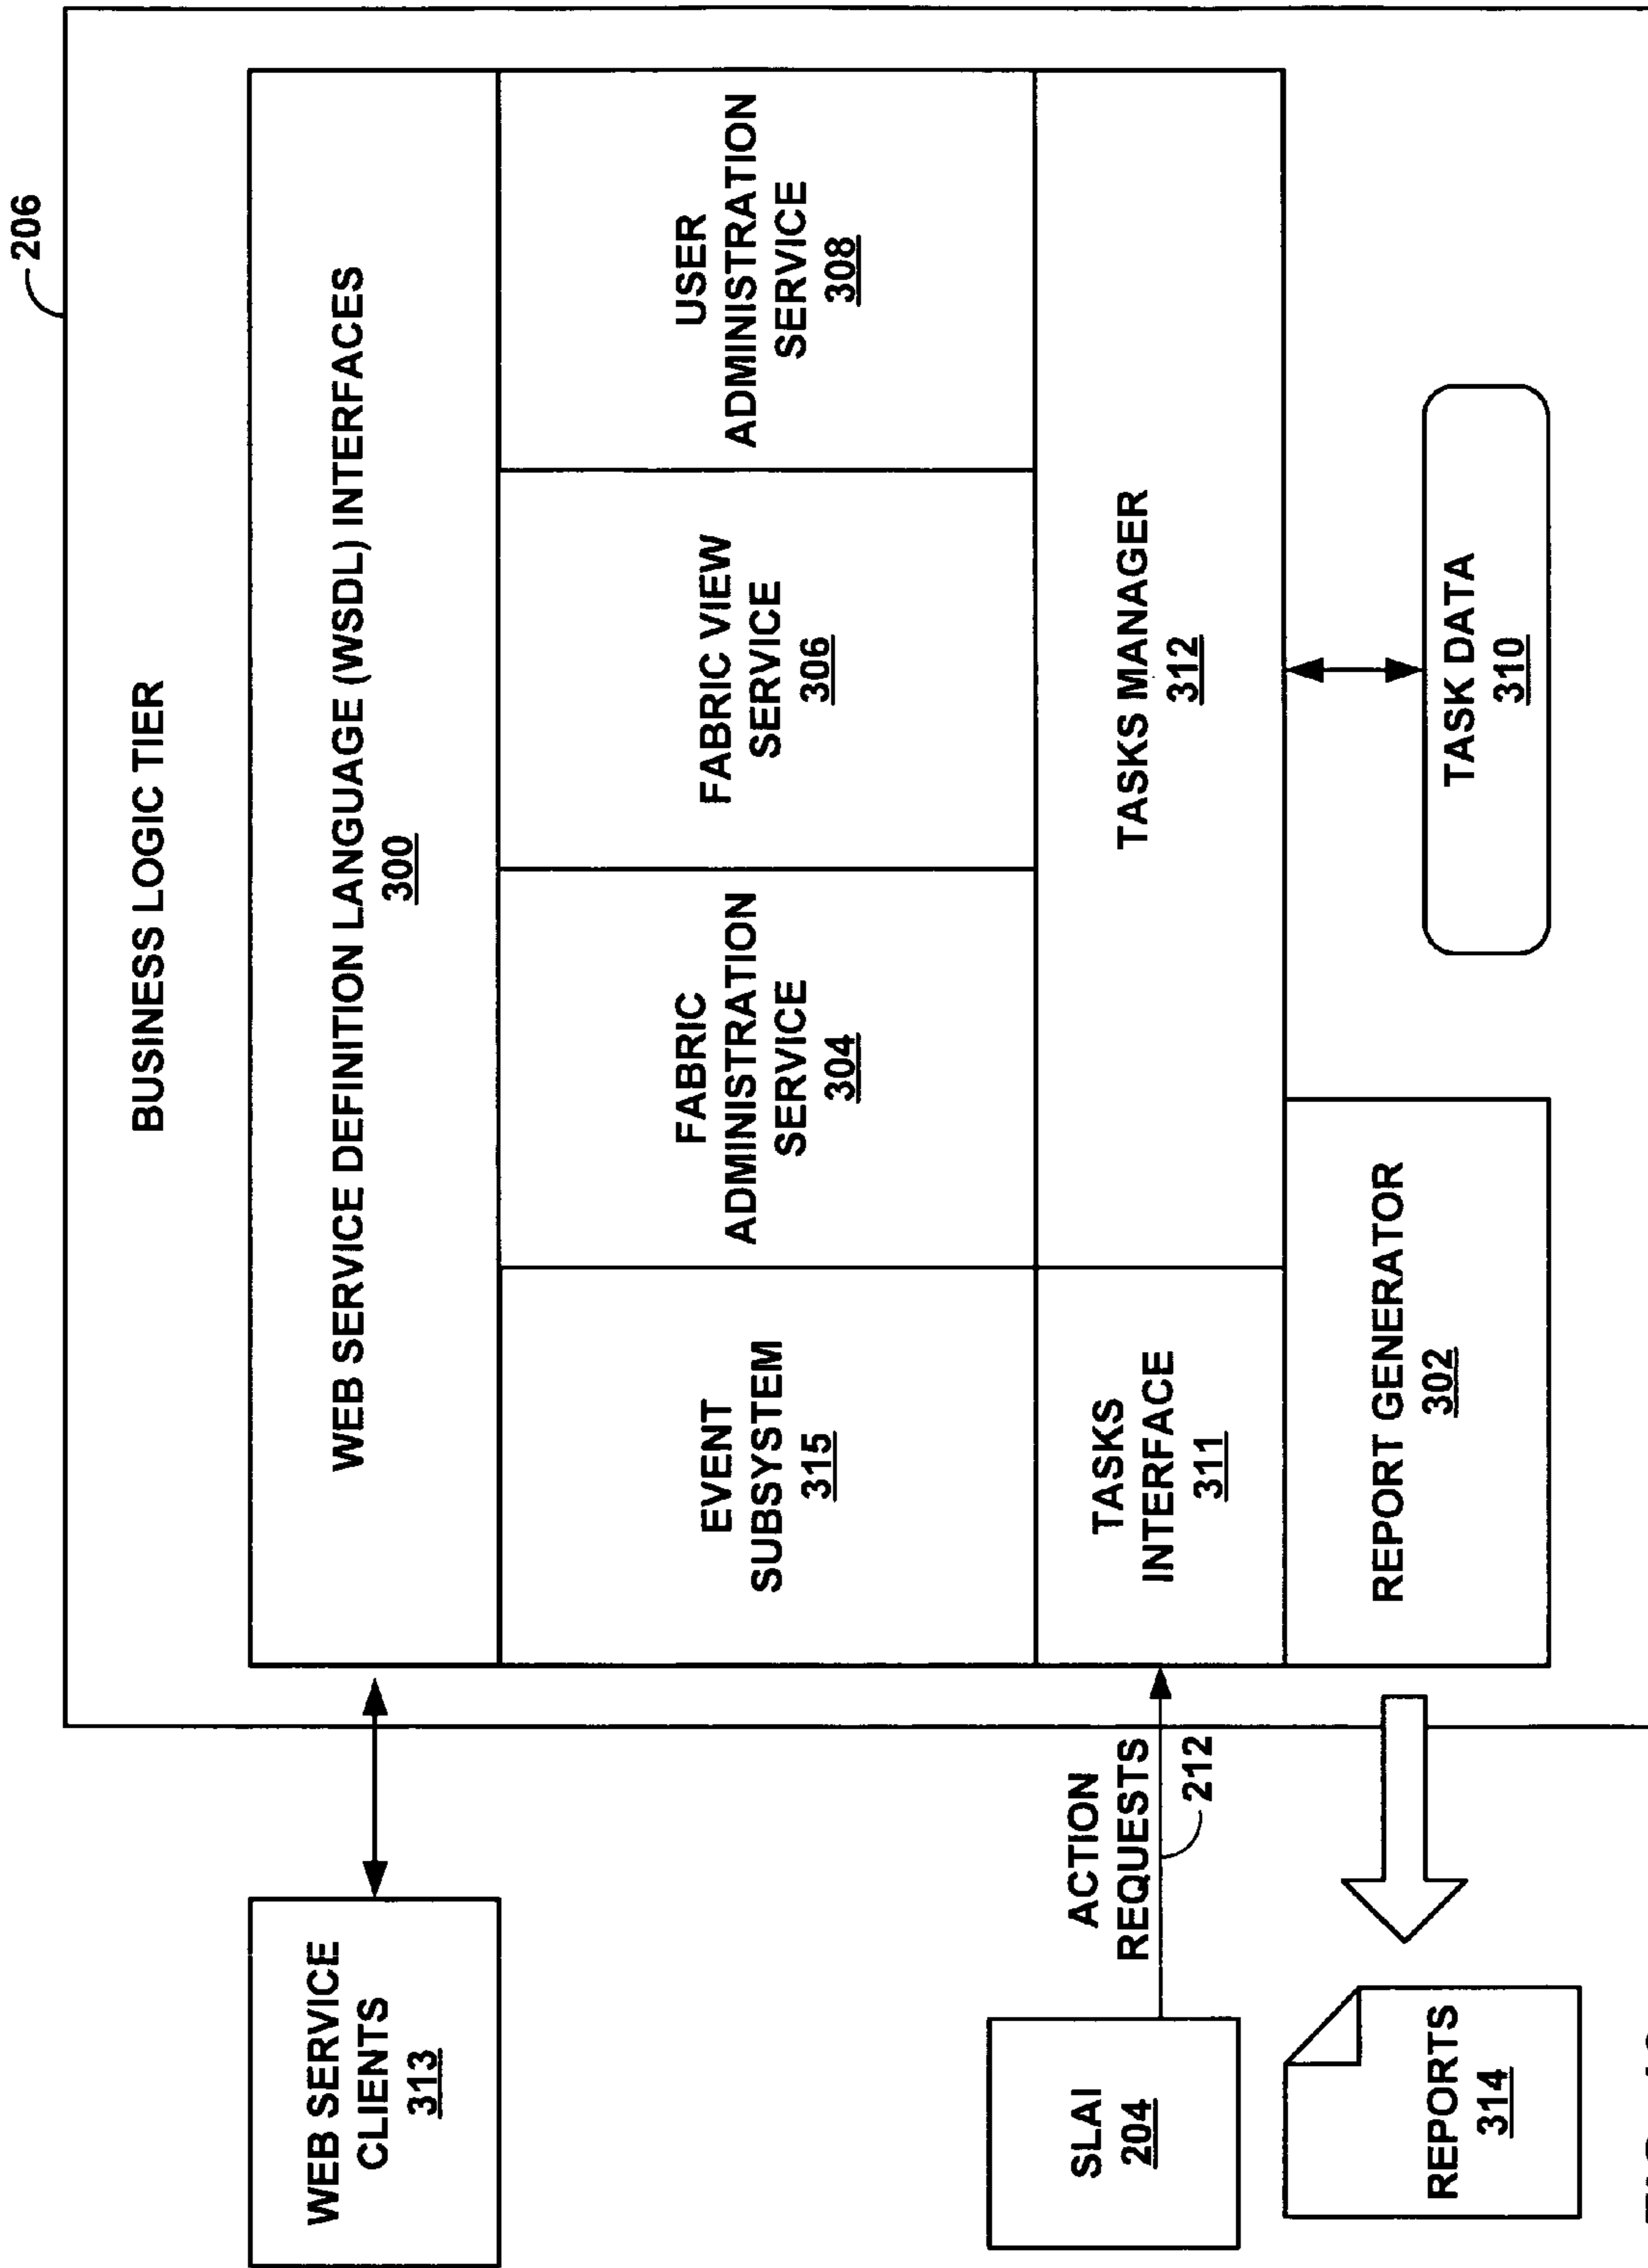 206
BUSINESS LOGIC TIER
WEB SERVICE
CLIENTS
313
WEB SERVICE DEFINITION LANGUAGE (WSDL) INTERFACES
300
EVENT
SUBSYSTEM
315
FABRIC
ADMINISTRATION
SERVICE
304
FABRIC VIEW
SERVICE
306
USER
ADMINISTRATION
SERVICE
308
SLAI
204
ACTION
REQUESTS
212
TASKS
INTERFACE
311
TASKS MANAGER
312
REPORTS
314
REPORT GENERATOR
302
TASK DATA
310